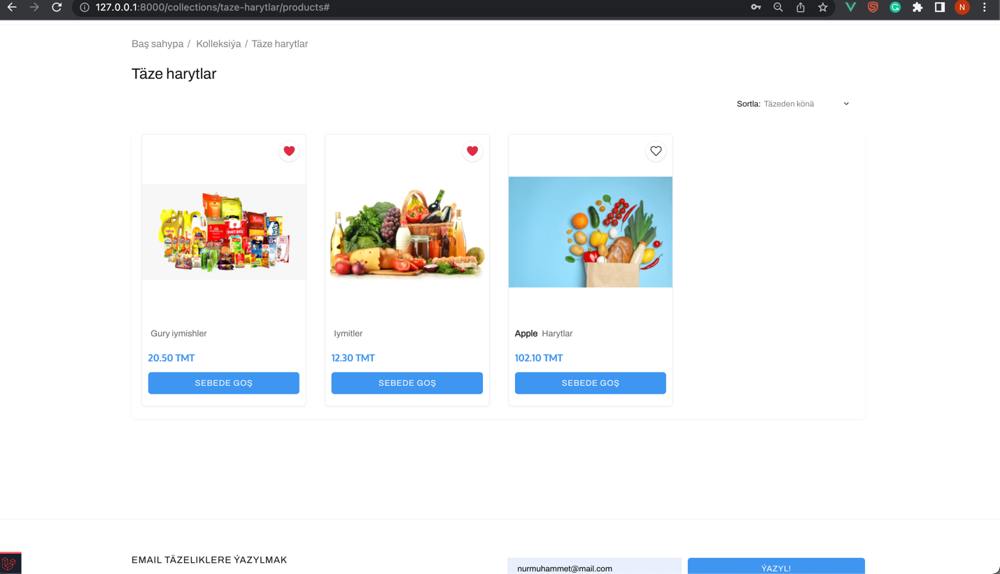 127.0.0.1:8000/collections/taze-harytlar/products#
N
Baş sahypa / Kolleksiýa / Täze harytlar
Täze harytlar
Sortla: Täzeden könä
Gury iymishler
20.50 TMT
SEBEDE GOŞ
Iymitler
12.30 TMT
SEBEDE GOŞ
Apple Harytlar
102.10 TMT
SEBEDE GOŞ
EMAIL TÄZELIKLERE ÝAZYLMAK
nurmuhammet@mail.com
ÝAZYL!